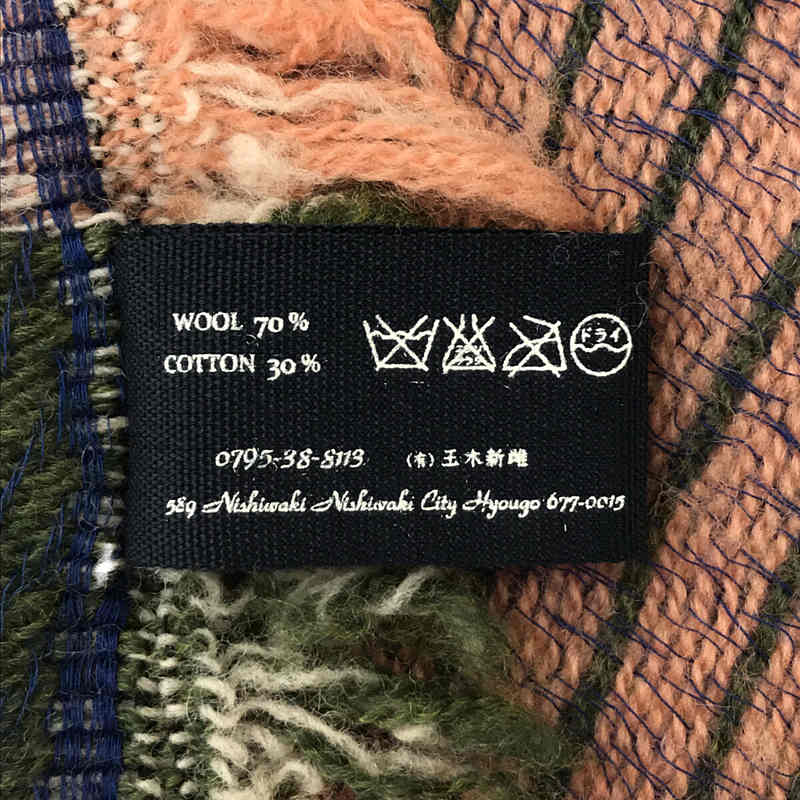 WOOL 70%
COTTON 30%
ドライ
0795-38-8113 (有)玉木新雌
589 Nishiwaki Nishiwaki City Hyougo 677-0015